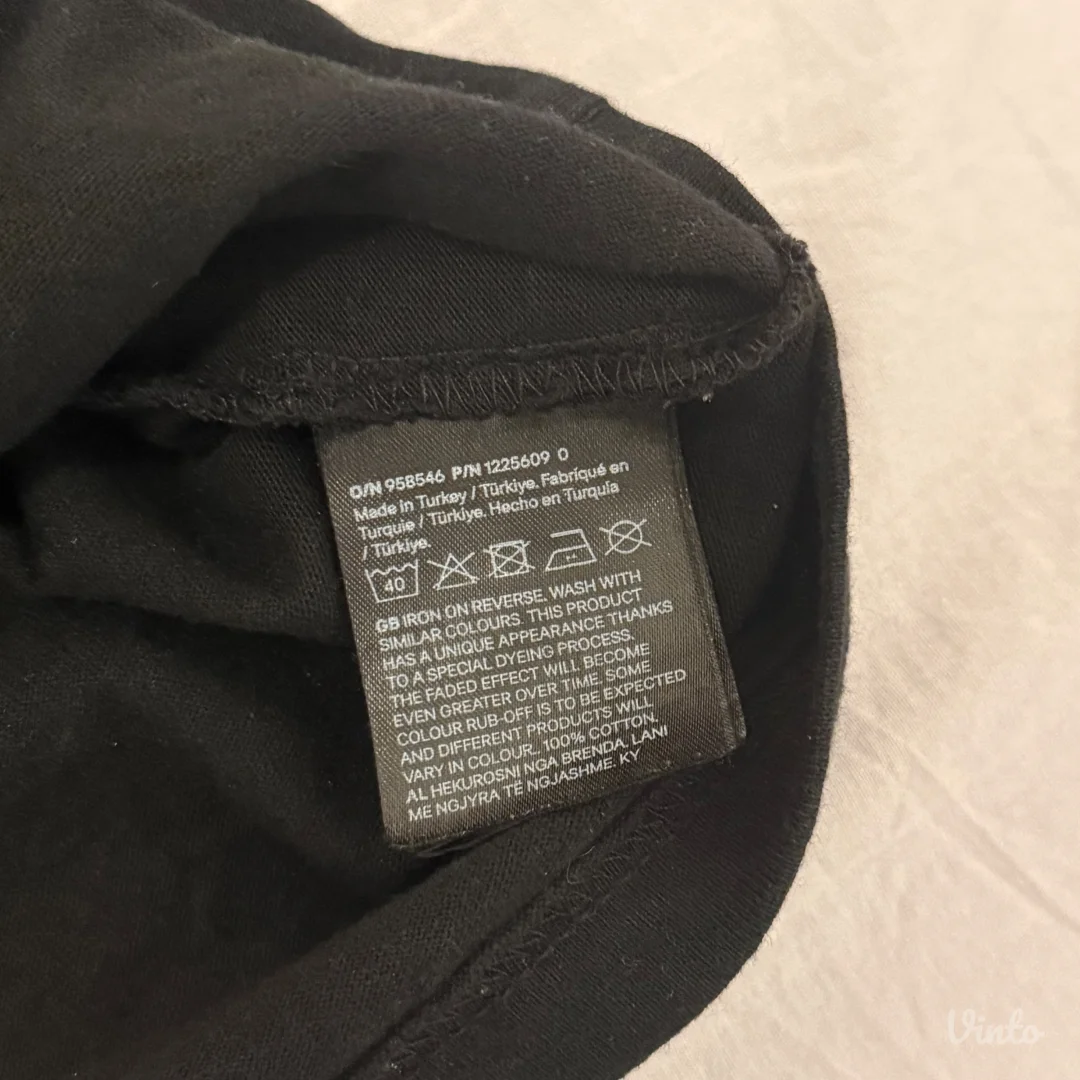 O/N 958546 P/N 1225609 0
Made in Turkey / Türkiye. Fabriqué en
Turquie / Türkiye. Hecho en Turquía
/ Türkiye.
40
GB IRON ON REVERSE. WASH WITH
SIMILAR COLOURS. THIS PRODUCT
HAS A UNIQUE APPEARANCE THANKS
TO A SPECIAL DYEING PROCESS.
THE FADED EFFECT WILL BECOME
EVEN GREATER OVER TIME. SOME
COLOUR RUB-OFF IS TO BE EXPECTED
AND DIFFERENT PRODUCTS WILL
VARY IN COLOUR. 100% COTTON.
AL HEKUROSNI NGA BRENDA. LANI
ME NGJYRA TË NGJASHME. KY
Vinto